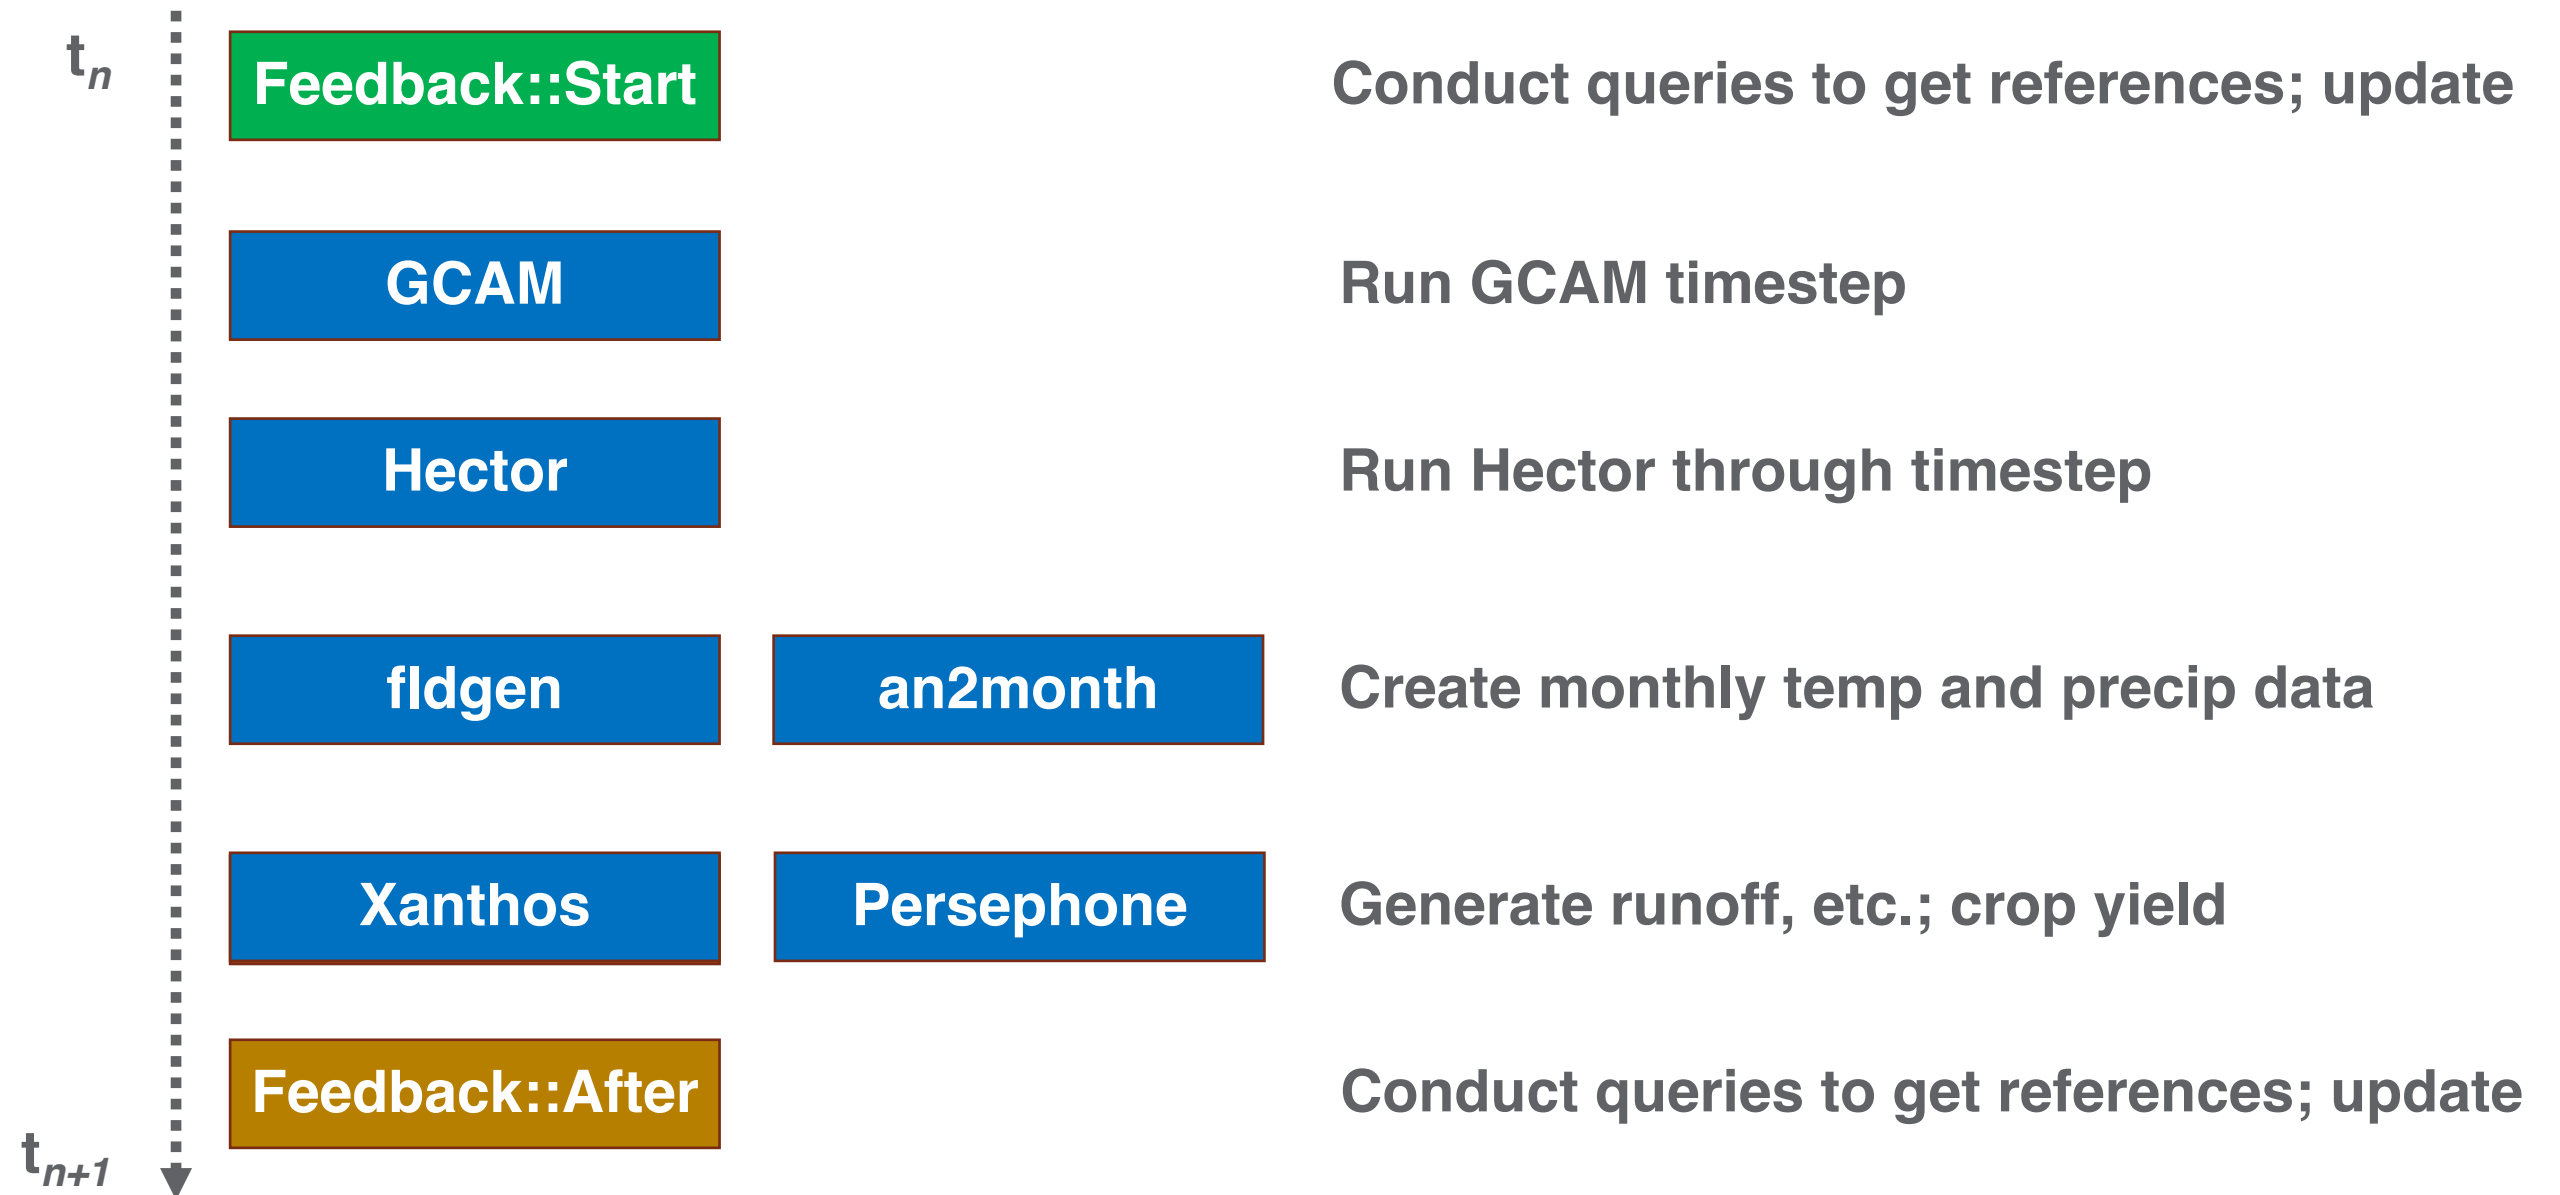 t_n
Feedback::Start
Conduct queries to get references; update
GCAM
Run GCAM timestep
Hector
Run Hector through timestep
fldgen
an2month
Create monthly temp and precip data
Xanthos
Persephone
Generate runoff, etc.; crop yield
Feedback::After
Conduct queries to get references; update
t_n+1